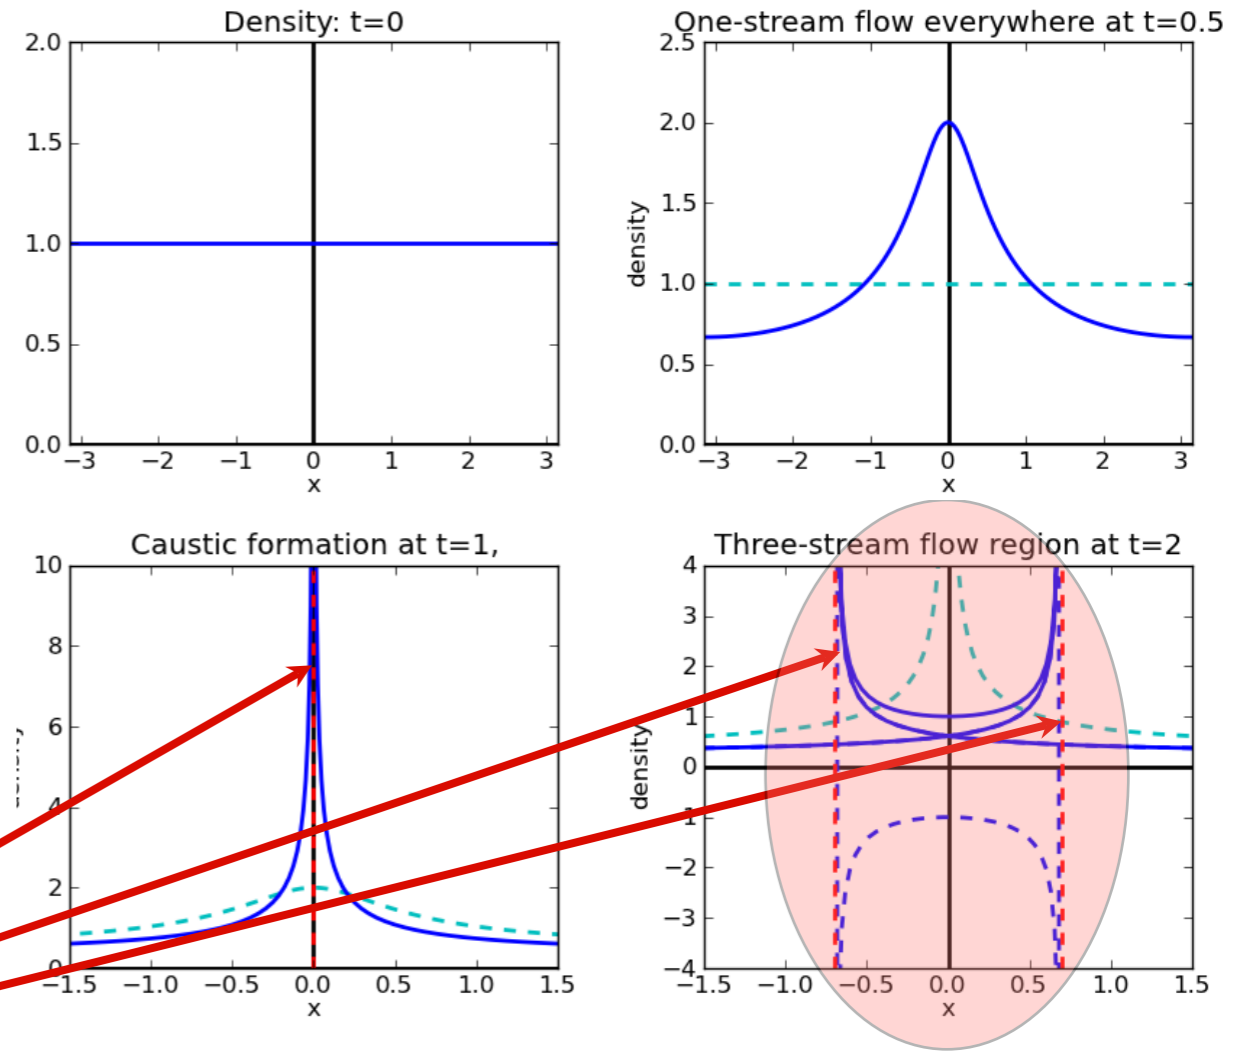 Density: t=0
2.0
1.5
1.0
0.5
0.0
−3 −2 −1 0 1 2 3
x
One-stream flow everywhere at t=0.5
2.5
2.0
1.5
1.0
0.5
0.0
density
−3 −2 −1 0 1 2 3
x
Caustic formation at t=1,
10
8
6
4
2
0
−1.5 −1.0 −0.5 0.0 0.5 1.0 1.5
x
Three-stream flow region at t=2
4
3
2
1
0
−1
−2
−3
−4
density
−1.5 −1.0 −0.5 0.0 0.5 1.0 1.5
x